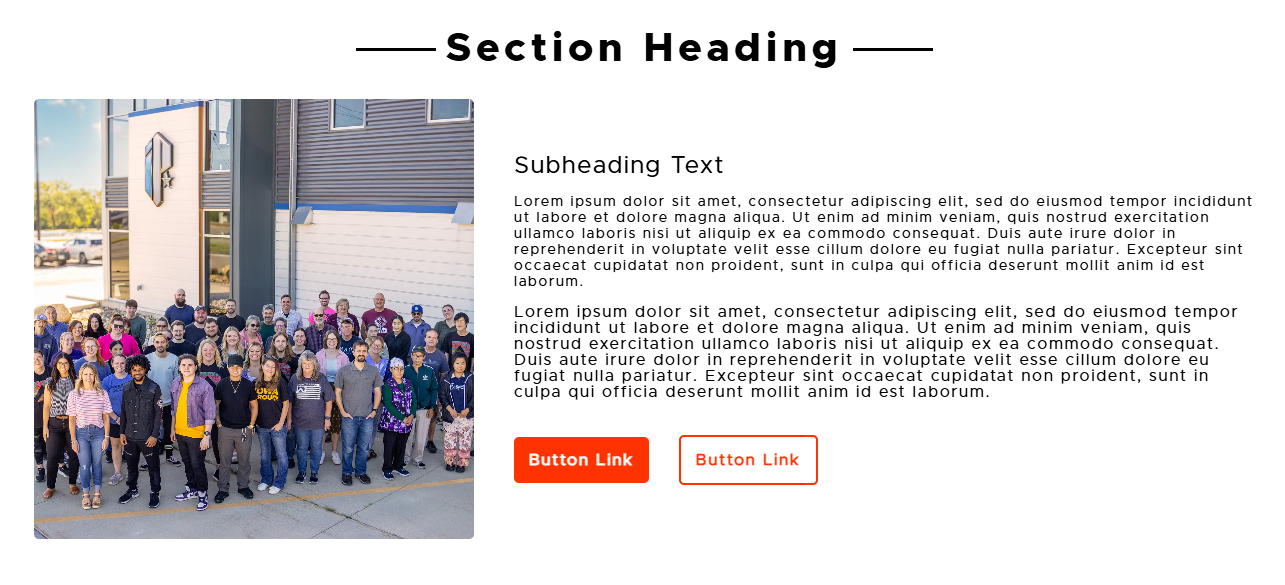 Section Heading
Subheading Text
Lorem ipsum dolor sit amet, consectetur adipiscing elit, sed do eiusmod tempor incididunt
ut labore et dolore magna aliqua. Ut enim ad minim veniam, quis nostrud exercitation
ullamco laboris nisi ut aliquip ex ea commodo consequat. Duis aute irure dolor in
reprehenderit in voluptate velit esse cillum dolore eu fugiat nulla pariatur. Excepteur sint
occaecat cupidatat non proident, sunt in culpa qui officia deserunt mollit anim id est
laborum.
Lorem ipsum dolor sit amet, consectetur adipiscing elit, sed do eiusmod tempor
incididunt ut labore et dolore magna aliqua. Ut enim ad minim veniam, quis
nostrud exercitation ullamco laboris nisi ut aliquip ex ea commodo consequat.
Duis aute irure dolor in reprehenderit in voluptate velit esse cillum dolore eu
fugiat nulla pariatur. Excepteur sint occaecat cupidatat non proident, sunt in
culpa qui officia deserunt mollit anim id est laborum.
Button Link
Button Link